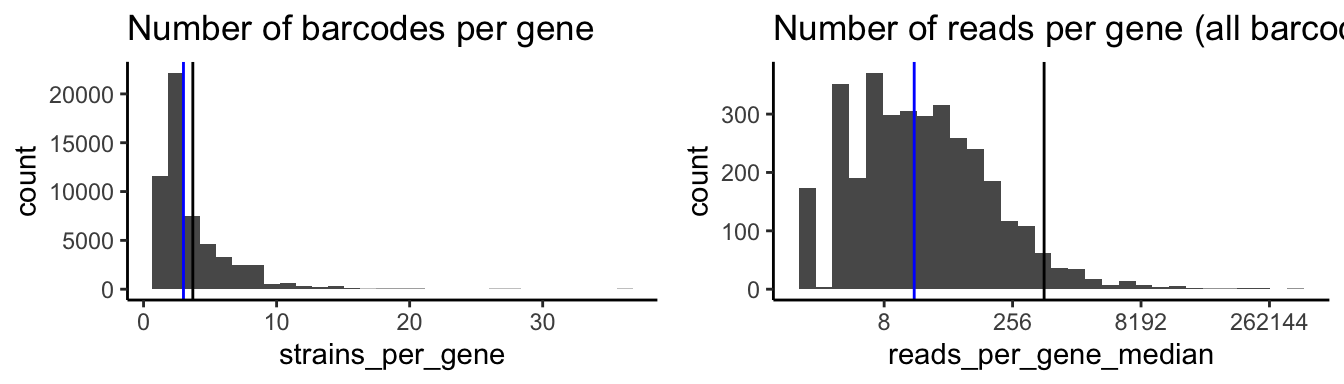 Number of barcodes per gene
20000
15000
10000
5000
0
count
0 10 20 30
strains_per_gene
Number of reads per gene (all barco
300
200
100
0
count
8 256 8192 262144
reads_per_gene_median